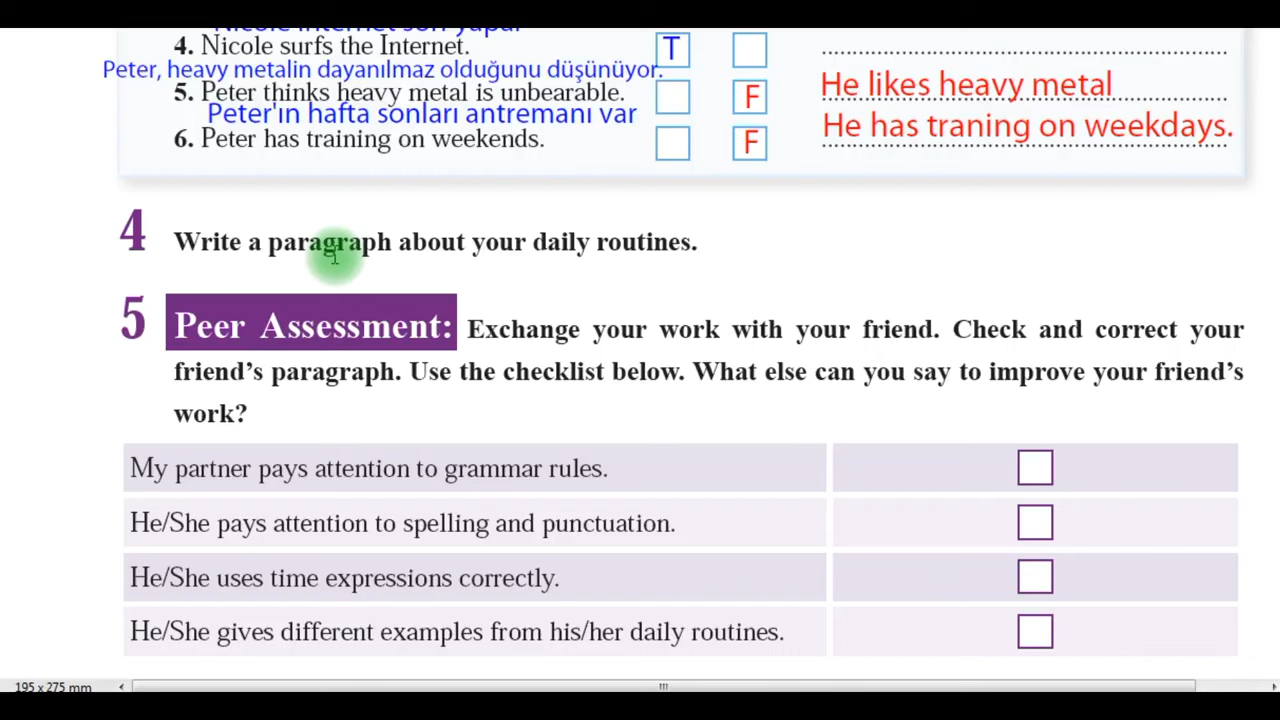 4. Nicole surfs the Internet. T
Peter, heavy metalin dayanılmaz olduğunu düşünüyor.
5. Peter thinks heavy metal is unbearable. F He likes heavy metal
Peter'ın hafta sonları antremanı var
6. Peter has training on weekends. F He has traning on weekdays.
4 Write a paragraph about your daily routines.
5 Peer Assessment: Exchange your work with your friend. Check and correct your
friend's paragraph. Use the checklist below. What else can you say to improve your friend's
work?
My partner pays attention to grammar rules.
He/She pays attention to spelling and punctuation.
He/She uses time expressions correctly.
He/She gives different examples from his/her daily routines.
195 x 275 mm